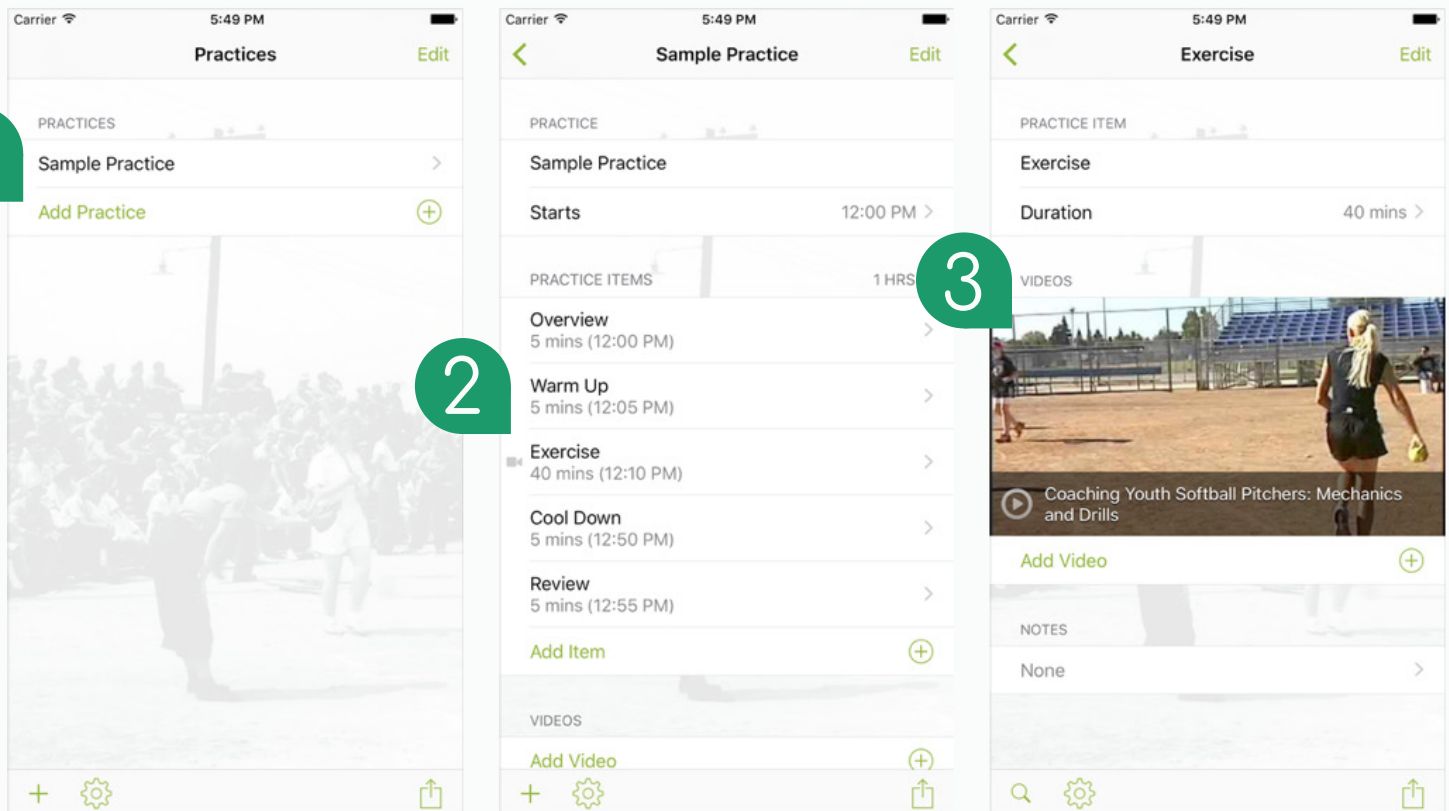 Carrier 5:49 PM
Practices Edit
PRACTICES
Sample Practice
Add Practice
Carrier 5:49 PM
Sample Practice Edit
PRACTICE
Sample Practice
Starts 12:00 PM
PRACTICE ITEMS 1 HRS
2
Overview
5 mins (12:00 PM)
Warm Up
5 mins (12:05 PM)
Exercise
40 mins (12:10 PM)
Cool Down
5 mins (12:50 PM)
Review
5 mins (12:55 PM)
Add Item
VIDEOS
Add Video
Carrier 5:49 PM
Exercise Edit
PRACTICE ITEM
Exercise
Duration 40 mins
3
VIDEOS
Coaching Youth Softball Pitchers: Mechanics
and Drills
Add Video
NOTES
None